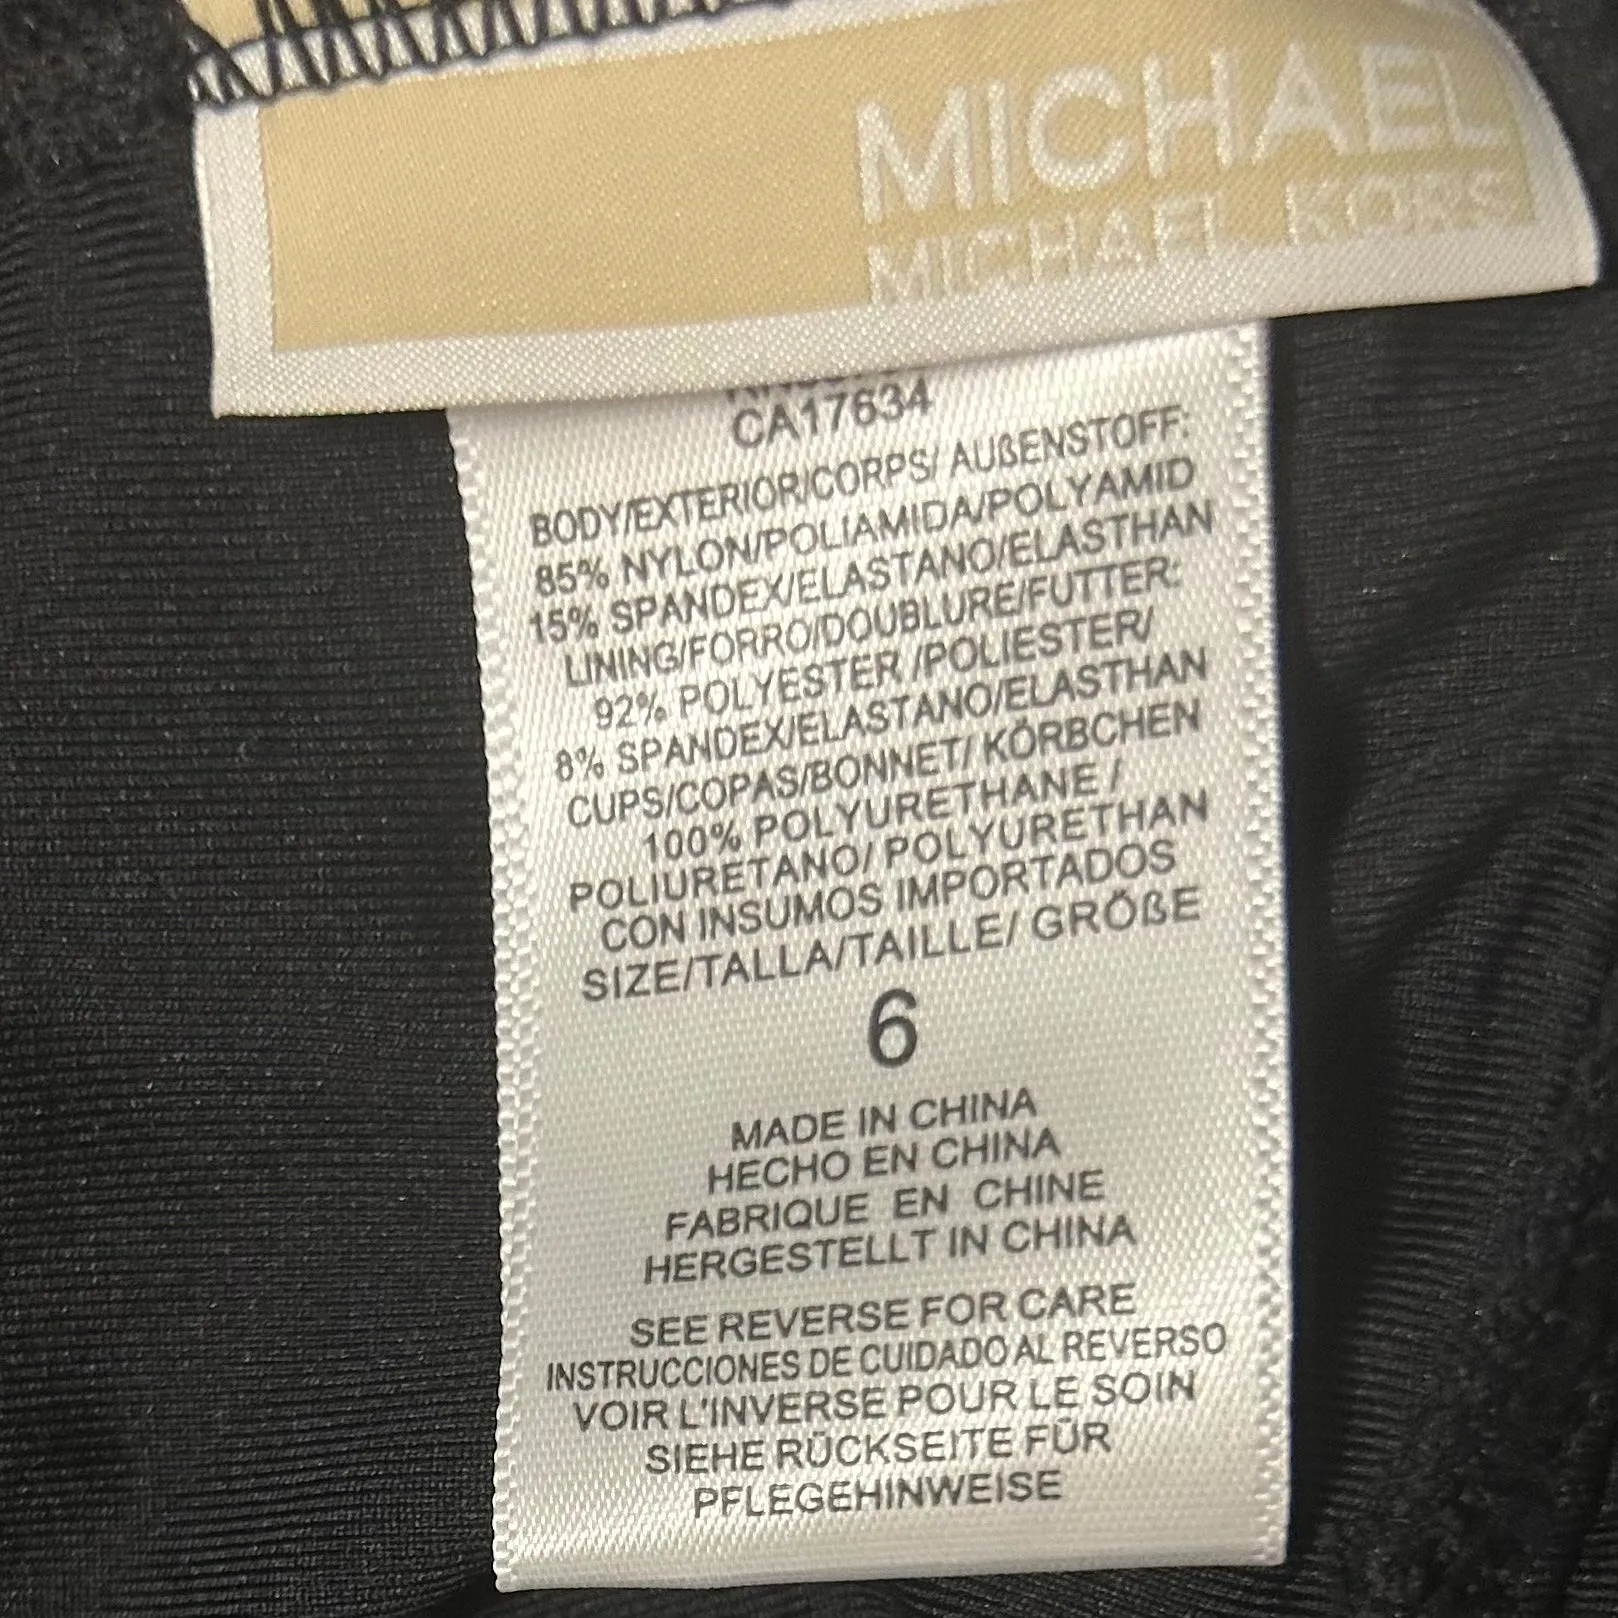 MICHAEL
MICHAEL KORS
CA17634
BODY/EXTERIOR/CORPS/ AUßENSTOFF:
85% NYLON/POLIAMIDA/POLYAMID
15% SPANDEX/ELASTANO/ELASTHAN
LINING/FORRO/DOUBLURE/FUTTER:
92% POLYESTER /POLIESTER/
8% SPANDEX/ELASTANO/ELASTHAN
CUPS/COPAS/BONNET/ KÖRBCHEN
100% POLYURETHANE /
POLIURETANO/ POLYURETHAN
CON INSUMOS IMPORTADOS
SIZE/TALLA/TAILLE/ GRÖßE
6
MADE IN CHINA
HECHO EN CHINA
FABRIQUE EN CHINE
HERGESTELLT IN CHINA
SEE REVERSE FOR CARE
INSTRUCCIONES DE CUIDADO AL REVERSO
VOIR L'INVERSE POUR LE SOIN
SIEHE RÜCKSEITE FÜR
PFLEGEHINWEISE